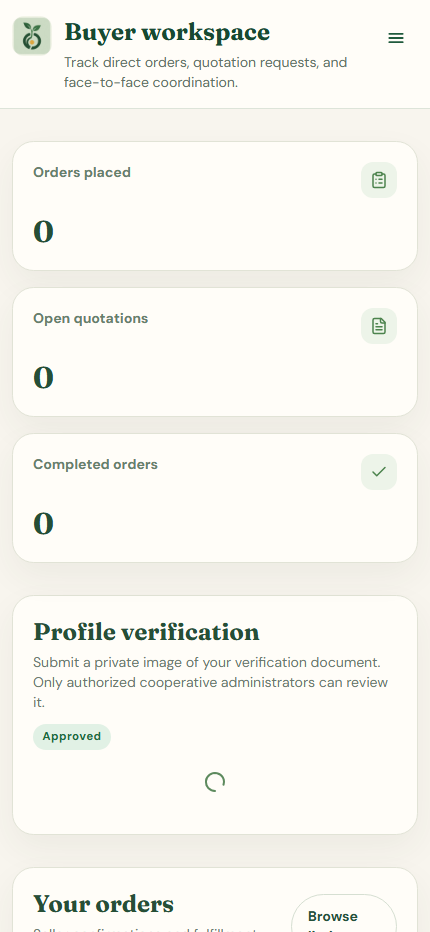 Buyer workspace
Track direct orders, quotation requests, and
face-to-face coordination.
Orders placed
0
Open quotations
0
Completed orders
0
Profile verification
Submit a private image of your verification document.
Only authorized cooperative administrators can review
it.
Approved
Your orders
Browse